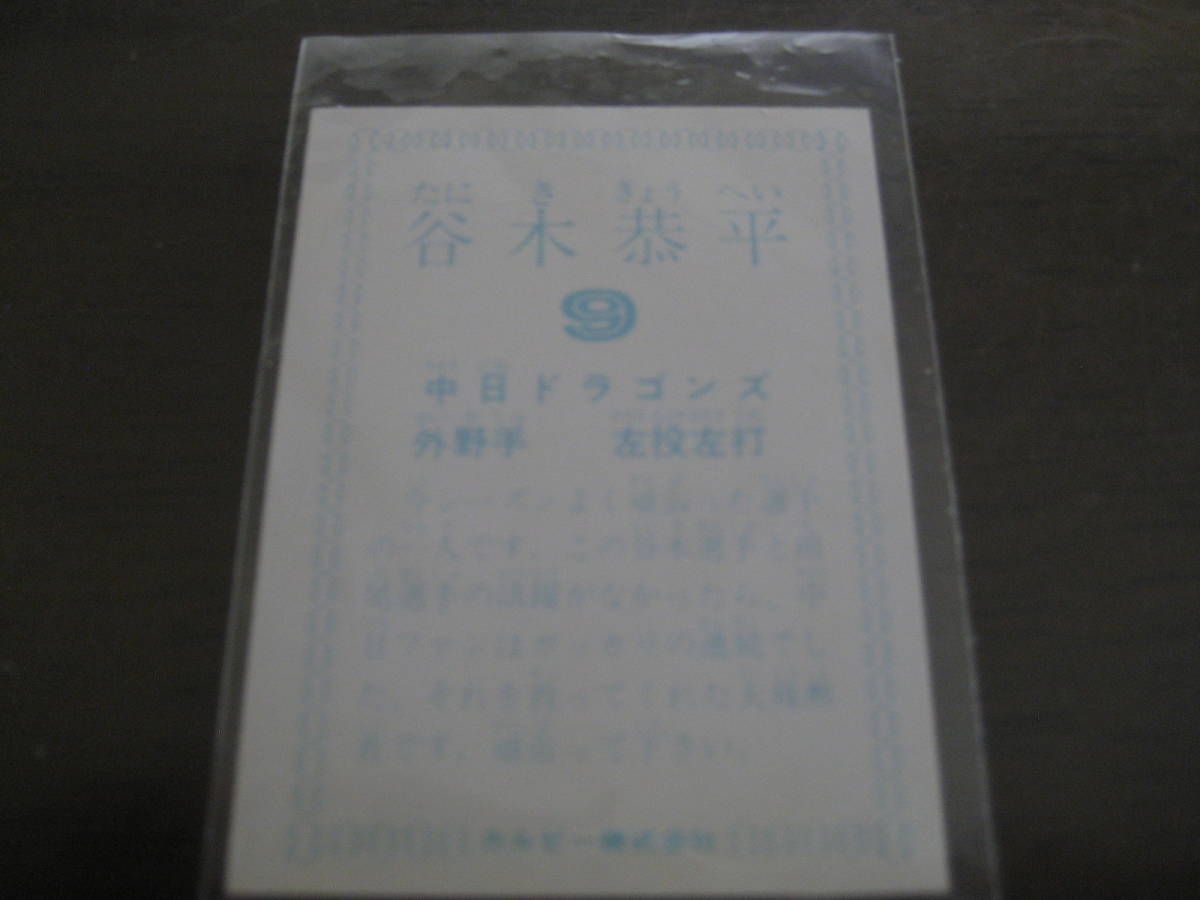 たに き きょう へい
谷木恭平
9
中日ドラゴンズ
外野手 左投左打
今シーズンよく頑張った選手
の一人です。この谷木選手と
選手の活躍がなかったら、中
日ファンはガッカリの連続でし
た。それを救ってくれた大殊勲
者です。頑張って下さい。
カルビー株式会社